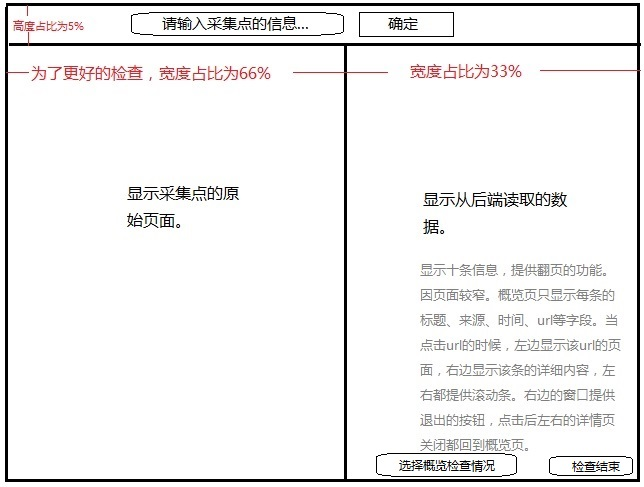 高度占比为5%
请输入采集点的信息...
确定
为了更好的检查，宽度占比为66%
宽度占比为33%
显示采集点的原
始页面。
显示从后端读取的数
据。
显示十条信息，提供翻页的功能。
因页面较窄。概览页只显示每条的
标题、来源、时间、url等字段。当
点击url的时候，左边显示该url的页
面，右边显示该条的详细内容，左
右都提供滚动条。右边的窗口提供
退出的按钮，点击后左右的详情页
关闭都回到概览页。
选择概览检查情况
检查结束